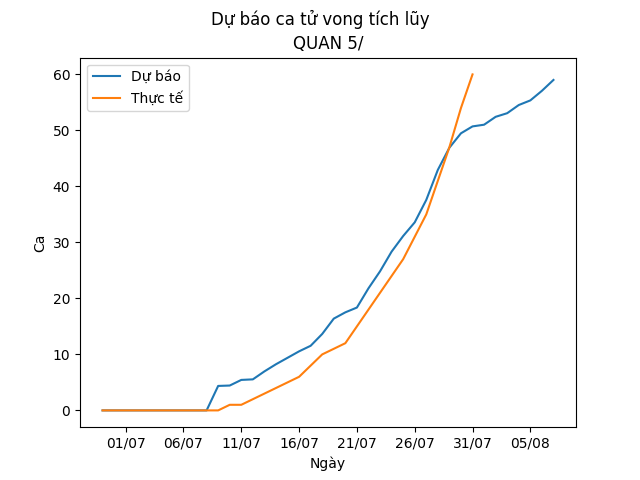 Dự báo ca tử vong tích lũy
QUAN 5/
Dự báo
Thực tế
Ca
60
50
40
30
20
10
0
01/07 06/07 11/07 16/07 21/07 26/07 31/07 05/08
Ngày